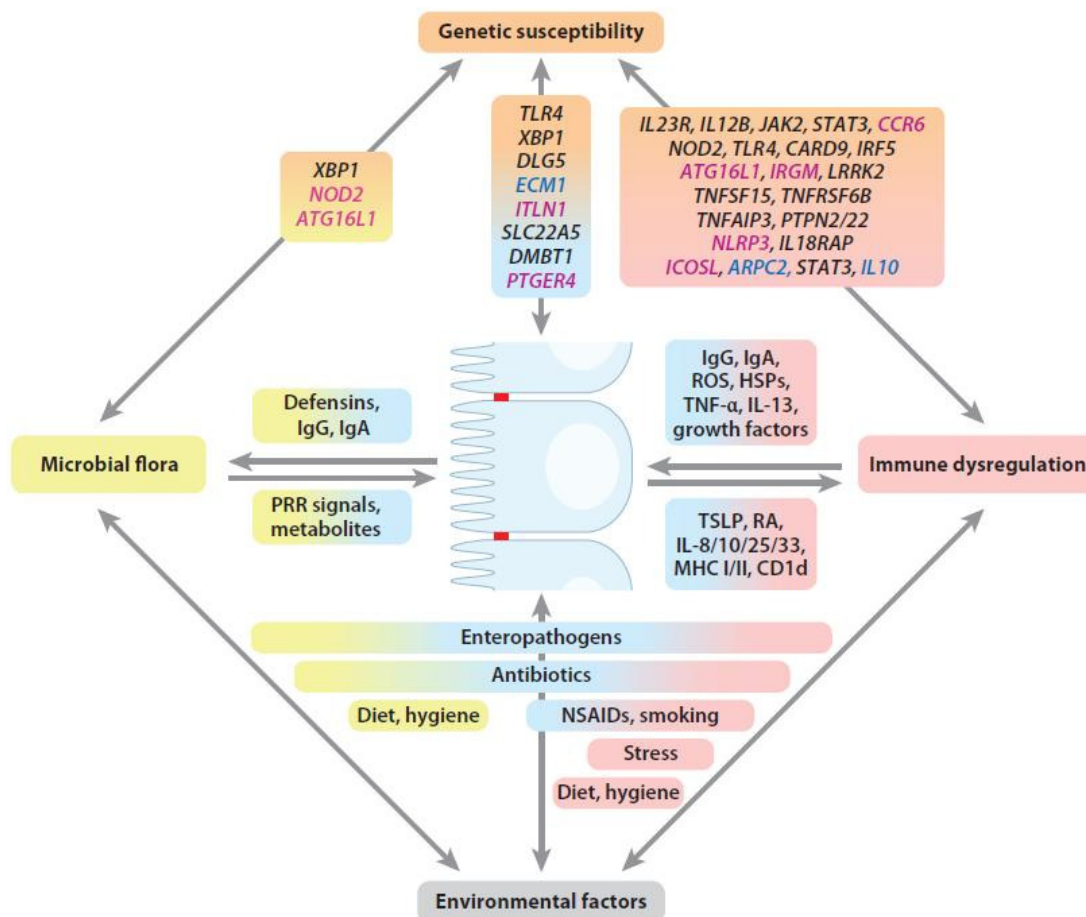 Genetic susceptibility
XBP1
NOD2
ATG16L1
TLR4
XBP1
DLG5
ECM1
ITLN1
SLC22A5
DMBT1
PTGER4
IL23R, IL12B, JAK2, STAT3, CCR6
NOD2, TLR4, CARD9, IRF5
ATG16L1, IRGM, LRRK2
TNFSF15, TNFRSF6B
TNFAIP3, PTPN2/22
NLRP3, IL18RAP
ICOSL, ARPC2, STAT3, IL10
Microbial flora
Defensins,
IgG, IgA
PRR signals,
metabolites
IgG, IgA,
ROS, HSPs,
TNF-α, IL-13,
growth factors
TSLP, RA,
IL-8/10/25/33,
MHC I/II, CD1d
Immune dysregulation
Enteropathogens
Antibiotics
Diet, hygiene
NSAIDs, smoking
Stress
Diet, hygiene
Environmental factors